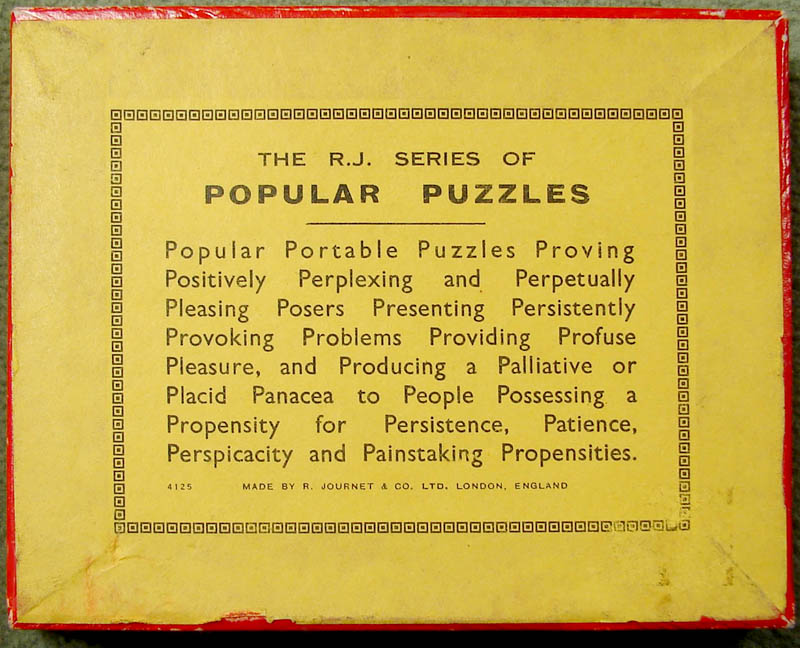 THE R.J. SERIES OF
POPULAR PUZZLES
Popular Portable Puzzles Proving
Positively Perplexing and Perpetually
Pleasing Posers Presenting Persistently
Provoking Problems Providing Profuse
Pleasure, and Producing a Palliative or
Placid Panacea to People Possessing a
Propensity for Persistence, Patience,
Perspicacity and Painstaking Propensities.
4125 MADE BY R. JOURNET & CO. LTD. LONDON, ENGLAND